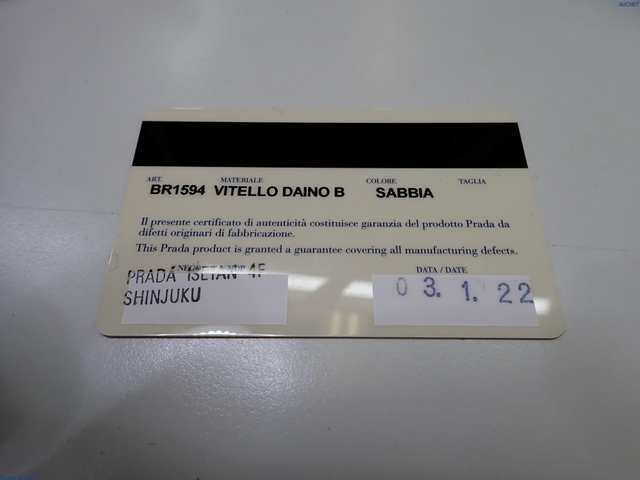 AUCNET
ART. MATERIALE COLORE TAGLIA
BR1594 VITELLO DAINO B SABBIA
Il presente certificato di autenticità costituisce garanzia del prodotto Prada da
difetti originari di fabbricazione.
This Prada product is granted a guarantee covering all manufacturing defects.
DATA / DATE
PRADA ISETAN 4F
SHINJUKU
03. 1. 22